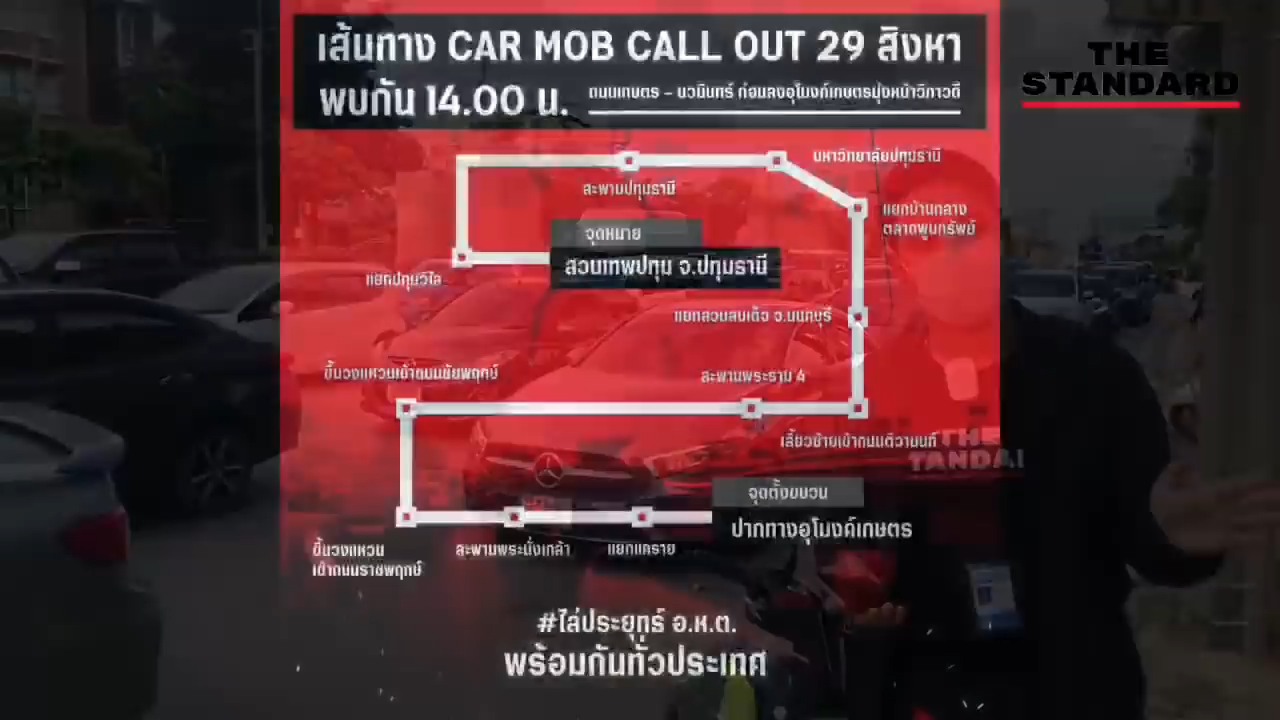 เส้นทาง CAR MOB CALL OUT 29 สิงหา
พบกัน 14.00 น.
ถนนเกษตร – นวมินทร์ ก่อนลงอุโมงค์เกษตรมุ่งหน้าวิภาวดี
THE
STANDARD
มหาวิทยาลัยปทุมธานี
สะพานปทุมธานี
แยกบ้านกลาง
ตลาดพูนทรัพย์
จุดหมาย
สวนเทพปทุม จ.ปทุมธานี
แยกปทุมวิไล
แยกสวนสมเด็จ จ.นนทบุรี
ขึ้นวงแหวนเข้าถนนชัยพฤกษ์
สะพานพระราม 4
เลี้ยวซ้ายเข้าถนนติวานนท์
THE
TANDA
จุดตั้งขบวน
ปากทางอุโมงค์เกษตร
ขึ้นวงแหวน
เข้าถนนราชพฤกษ์
สะพานพระนั่งเกล้า
แยกแคราย
#ไล่ประยุทธ์ อ.ห.ต.
พร้อมกันทั่วประเทศ